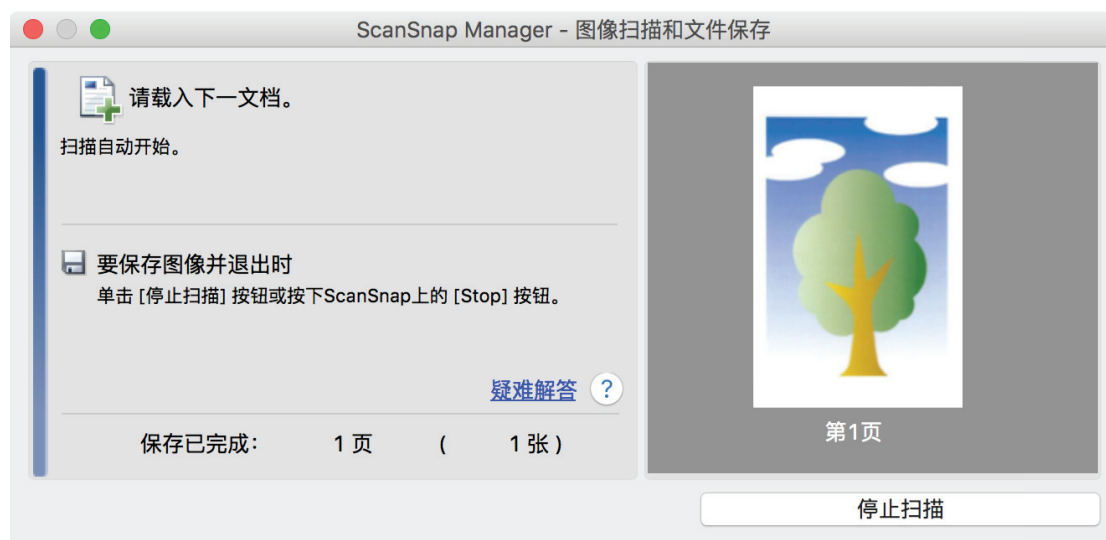 ScanSnap Manager - 图像扫描和文件保存
请载入下一文档。
扫描自动开始。
要保存图像并退出时
单击 [停止扫描] 按钮或按下ScanSnap上的 [Stop] 按钮。
疑难解答 ?
保存已完成: 1 页 ( 1 张 )
第1页
停止扫描